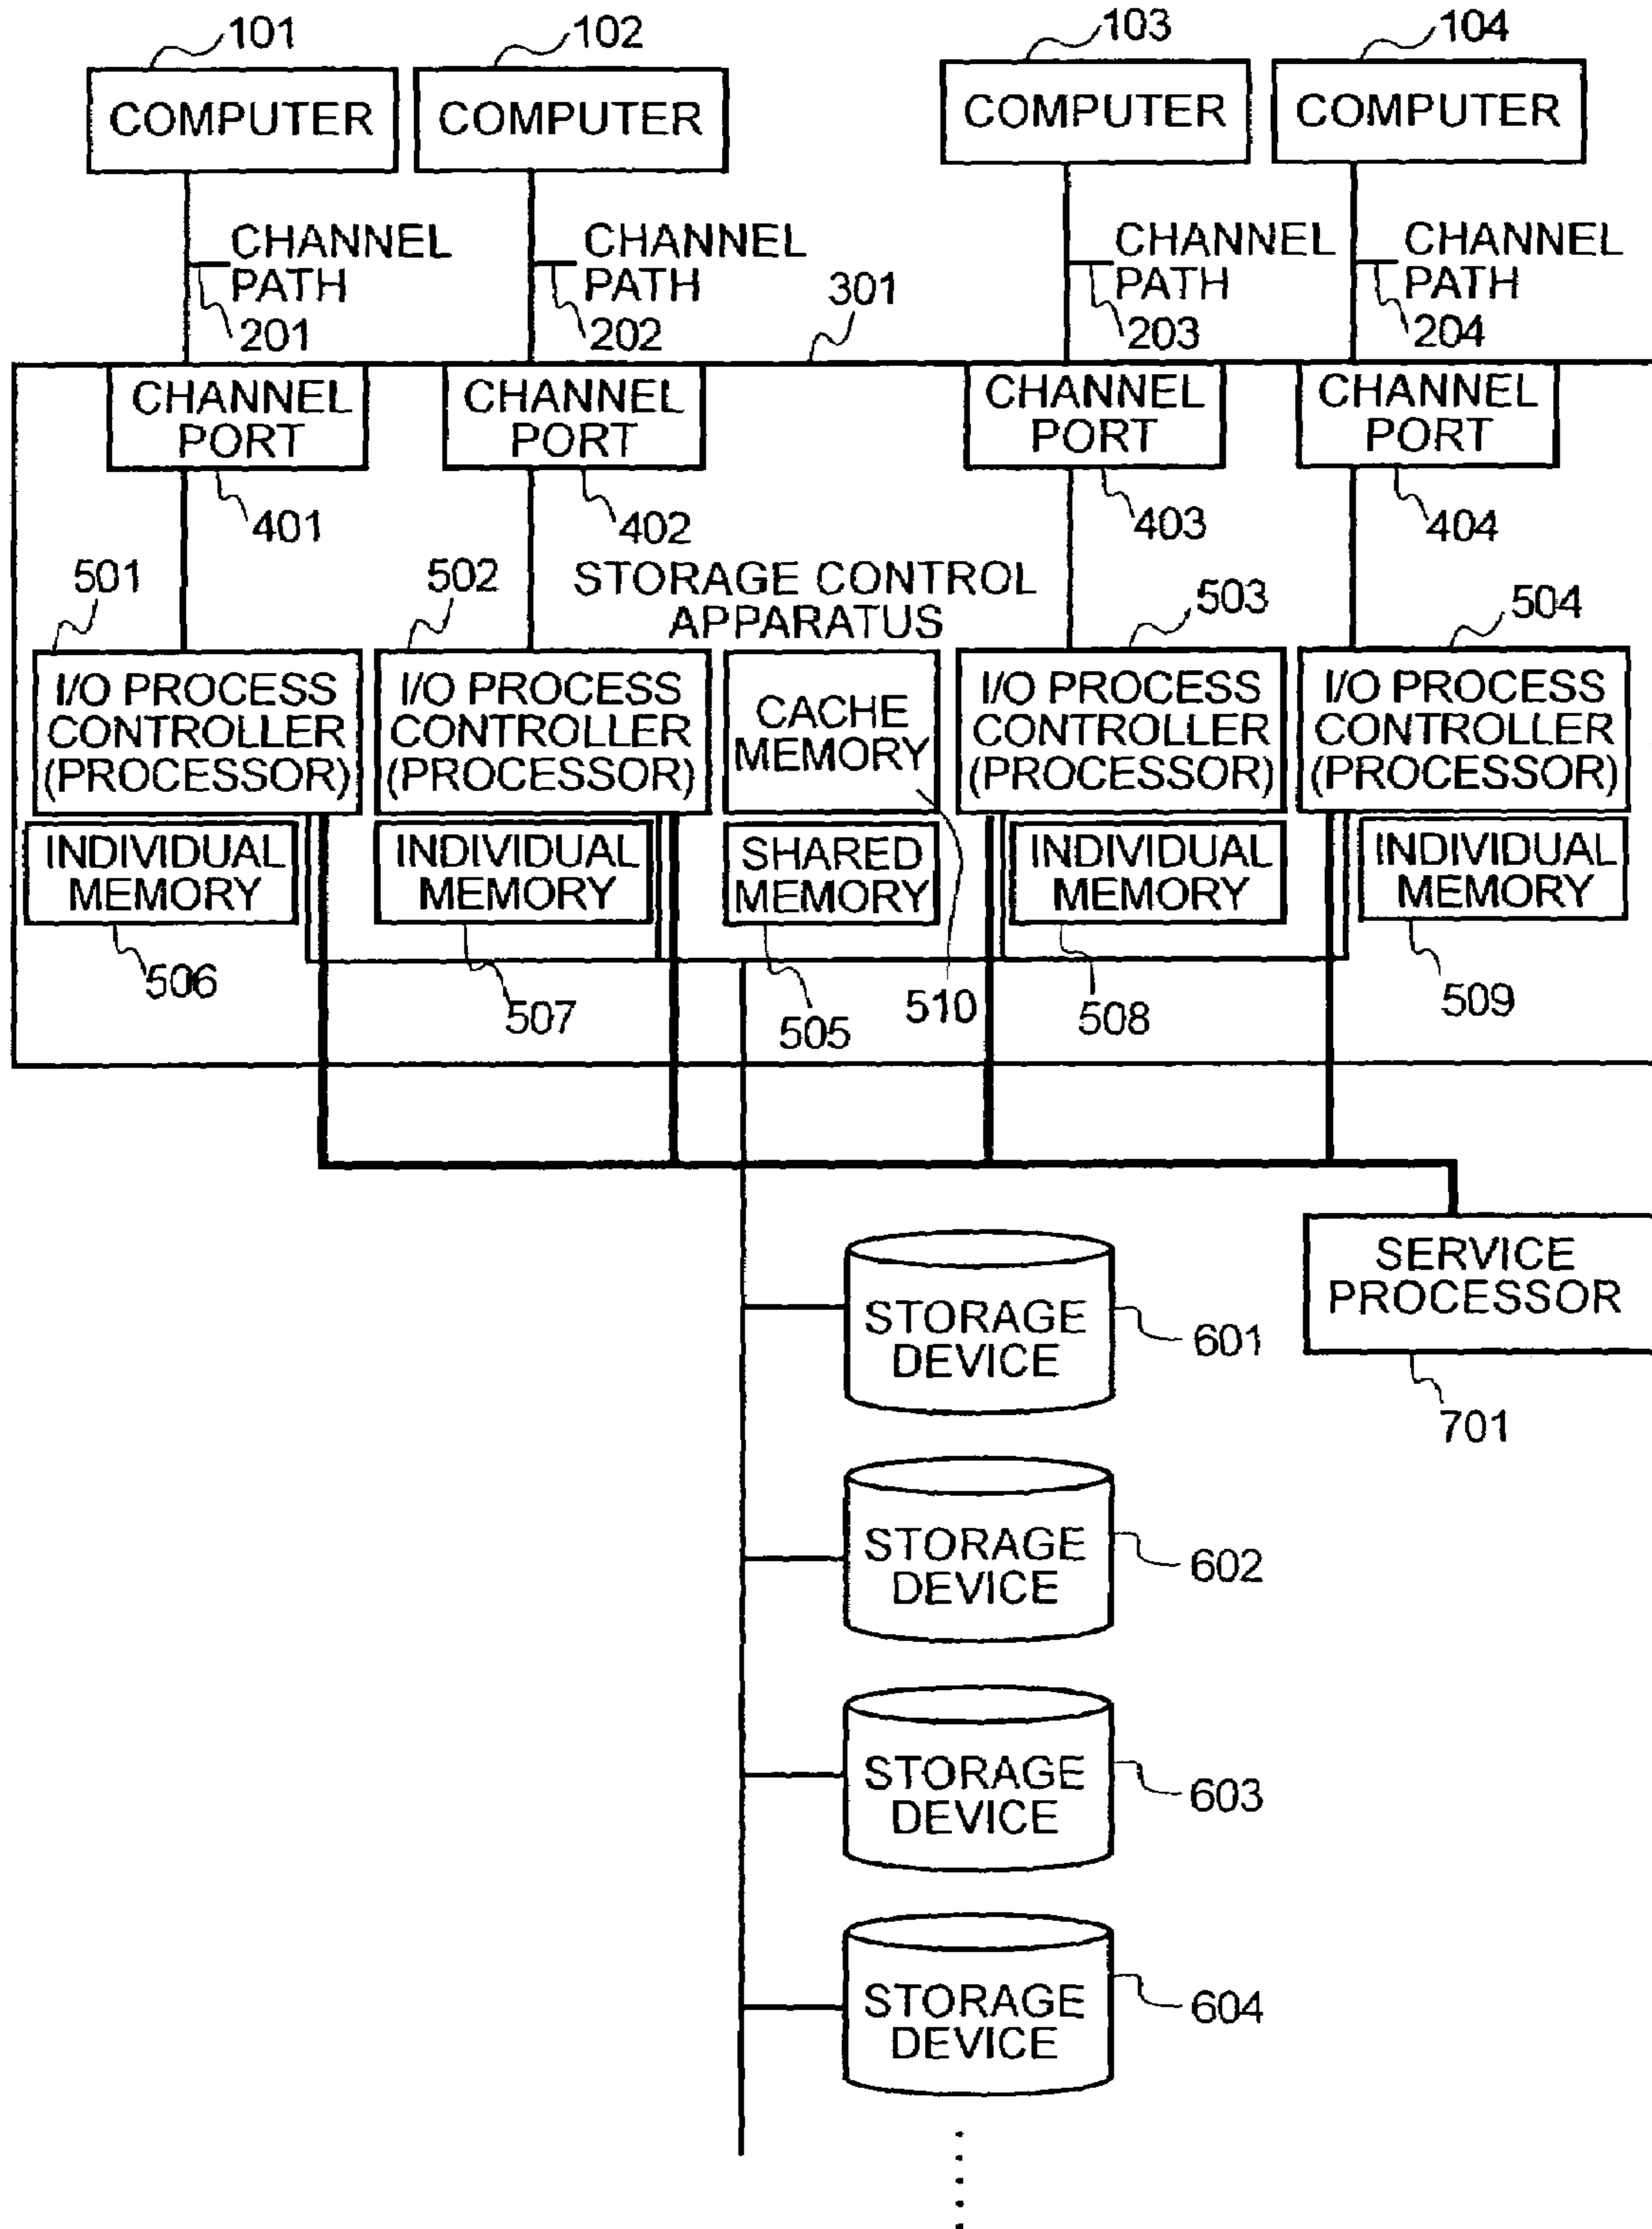 101
102
103
104
COMPUTER
COMPUTER
COMPUTER
COMPUTER
CHANNEL
PATH
201
CHANNEL
PATH
202
301
CHANNEL
PATH
203
CHANNEL
PATH
204
CHANNEL
PORT
CHANNEL
PORT
CHANNEL
PORT
CHANNEL
PORT
401
402
403
404
STORAGE CONTROL
APPARATUS
501
502
503
504
I/O PROCESS
CONTROLLER
(PROCESSOR)
I/O PROCESS
CONTROLLER
(PROCESSOR)
CACHE
MEMORY
I/O PROCESS
CONTROLLER
(PROCESSOR)
I/O PROCESS
CONTROLLER
(PROCESSOR)
INDIVIDUAL
MEMORY
INDIVIDUAL
MEMORY
SHARED
MEMORY
INDIVIDUAL
MEMORY
INDIVIDUAL
MEMORY
506
507
505
510
508
509
SERVICE
PROCESSOR
701
STORAGE
DEVICE
601
STORAGE
DEVICE
602
STORAGE
DEVICE
603
STORAGE
DEVICE
604